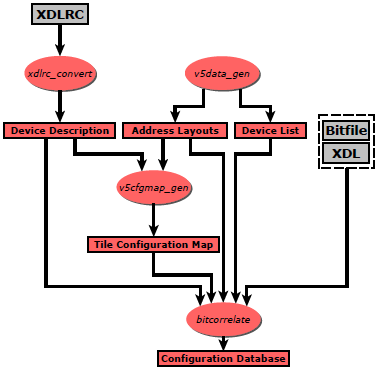 XDLRC
xdlrc_convert
v5data_gen
Device Description
Address Layouts
Device List
Bitfile
XDL
v5cfgmap_gen
Tile Configuration Map
bitcorrelate
Configuration Database